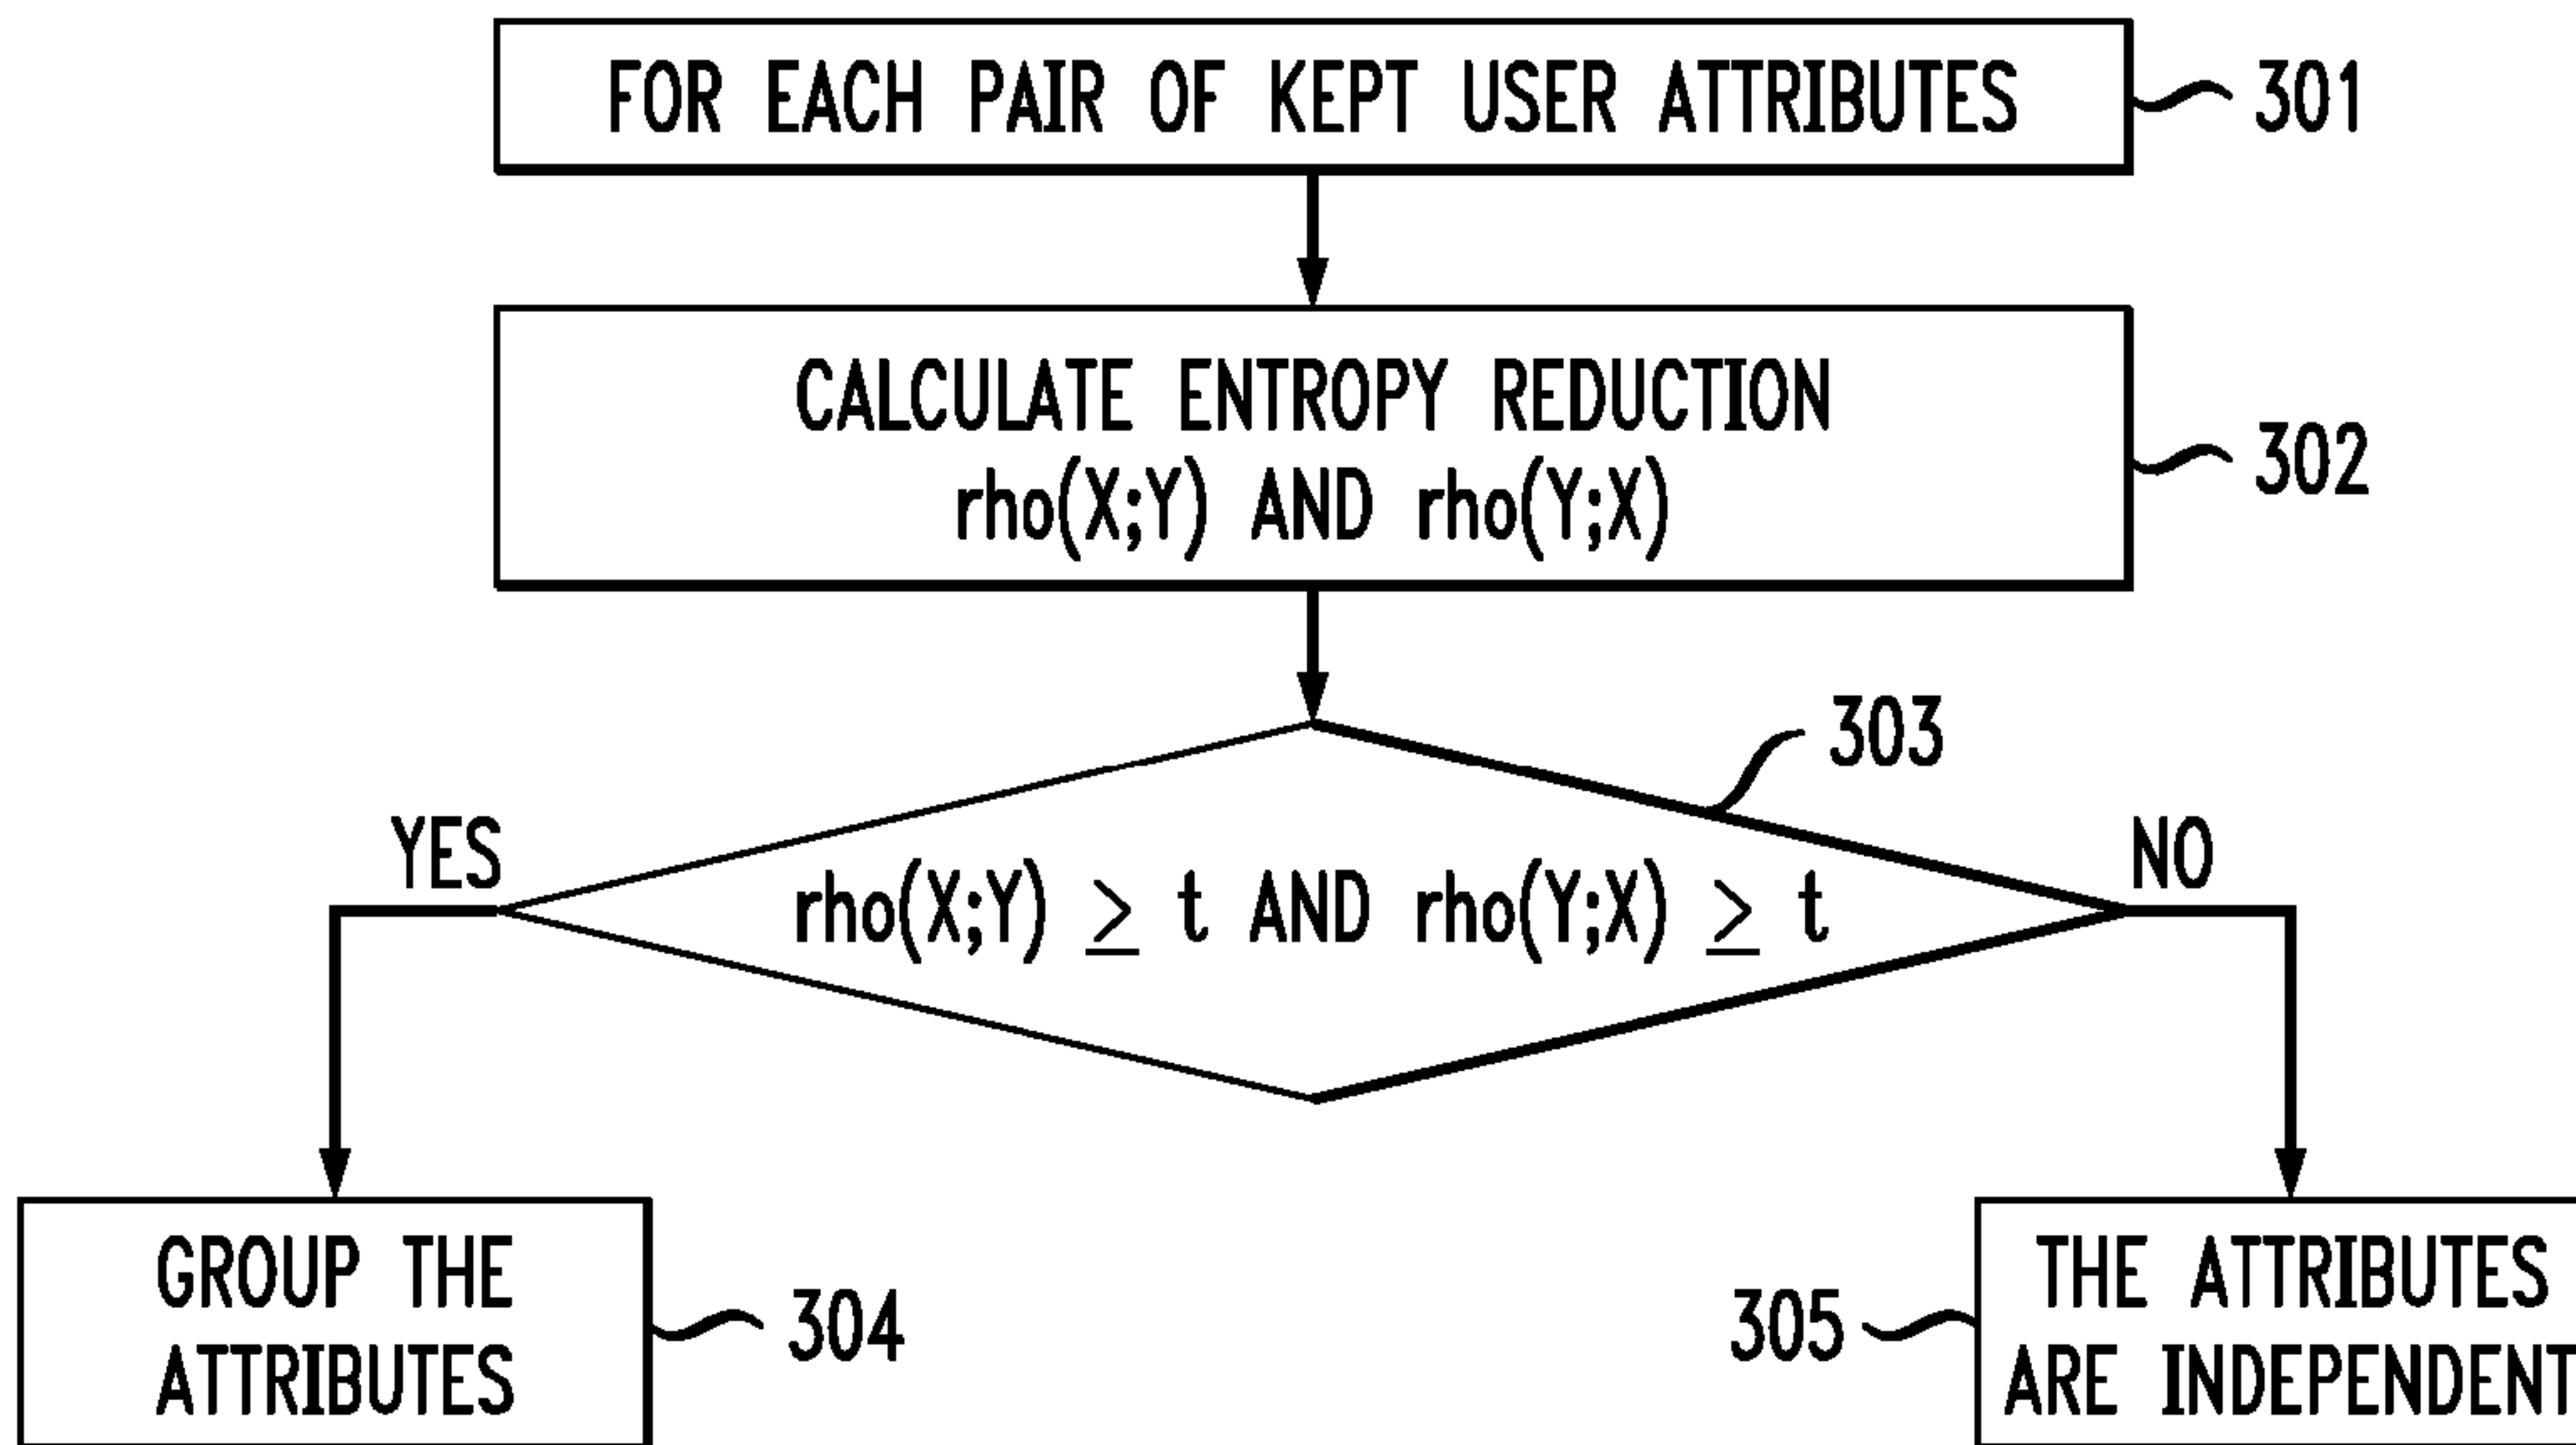 FOR EACH PAIR OF KEPT USER ATTRIBUTES
301
CALCULATE ENTROPY REDUCTION
rho(X;Y) AND rho(Y;X)
302
303
YES
NO
rho(X;Y) ≥ t AND rho(Y;X) ≥ t
GROUP THE
ATTRIBUTES
304
305
THE ATTRIBUTES
ARE INDEPENDENT